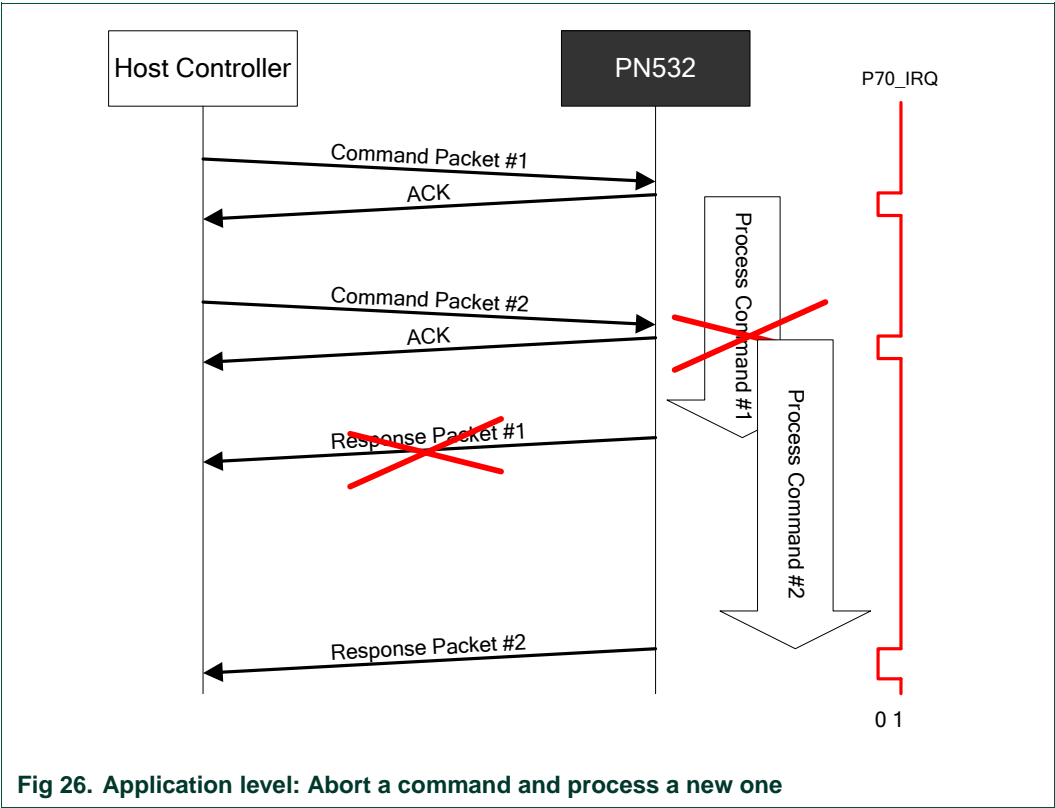 Host Controller
PN532
P70_IRQ
Command Packet #1
ACK
Process Command #1
Command Packet #2
ACK
Process Command #2
Response Packet #1
Response Packet #2
0 1
Fig 26. Application level: Abort a command and process a new one